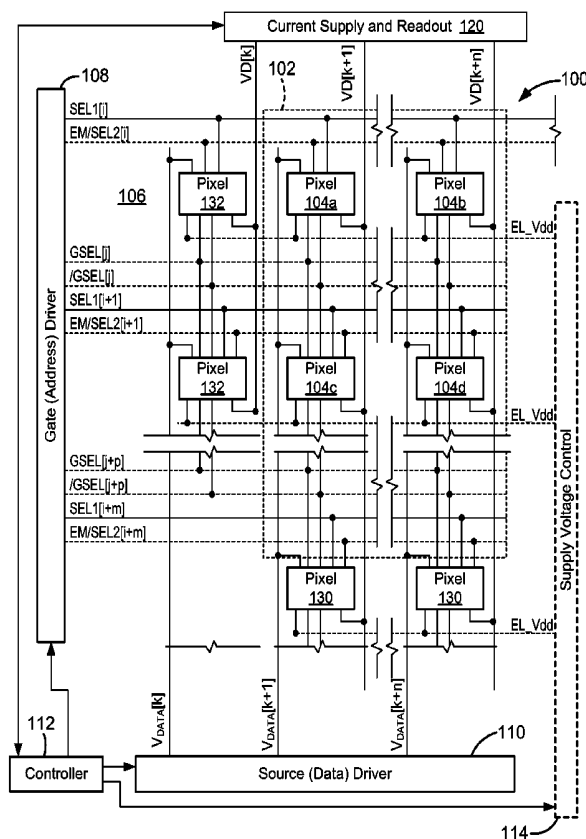 Current Supply and Readout 120
108
VD[k]
VD[k+1]
VD[k+n]
102
100
SEL1[i]
EM/SEL2[i]
106
Pixel
132
Pixel
104a
Pixel
104b
EL_Vdd
GSEL[j]
/GSEL[j]
SEL1[i+1]
EM/SEL2[i+1]
Gate (Address) Driver
Pixel
132
Pixel
104c
Pixel
104d
EL_Vdd
GSEL[j+p]
/GSEL[j+p]
SEL1[i+m]
EM/SEL2[i+m]
Supply Voltage Control
Pixel
130
Pixel
130
EL_Vdd
VDATA[k]
VDATA[k+1]
VDATA[k+n]
112
110
Controller
Source (Data) Driver
114